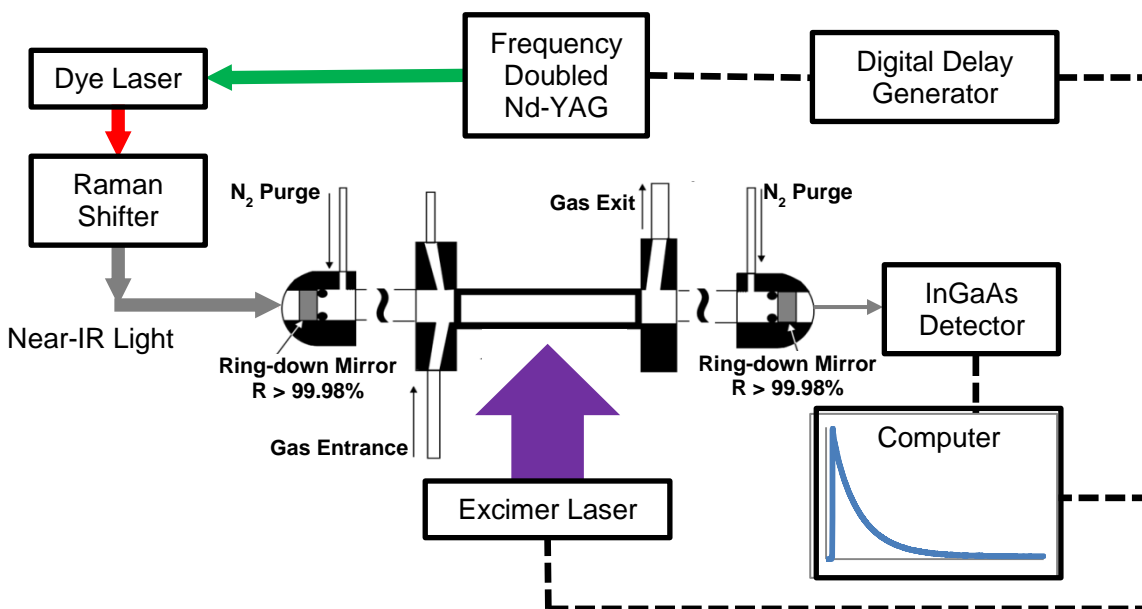 Dye Laser
Frequency
Doubled
Nd-YAG
Digital Delay
Generator
Raman
Shifter
N₂ Purge
Gas Exit
N₂ Purge
InGaAs
Detector
Near-IR Light
Ring-down Mirror
R > 99.98%
Ring-down Mirror
R > 99.98%
Gas Entrance
Computer
Excimer Laser